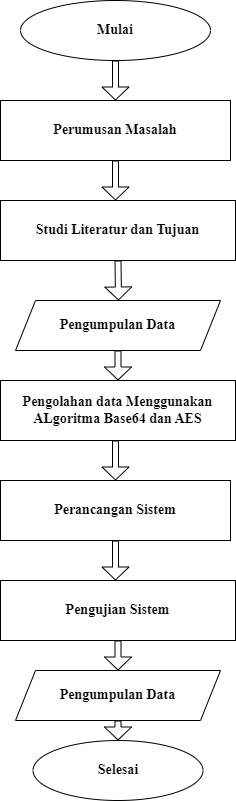 Mulai
Perumusan Masalah
Studi Literatur dan Tujuan
Pengumpulan Data
Pengolahan data Menggunakan
ALgoritma Base64 dan AES
Perancangan Sistem
Pengujian Sistem
Pengumpulan Data
Selesai